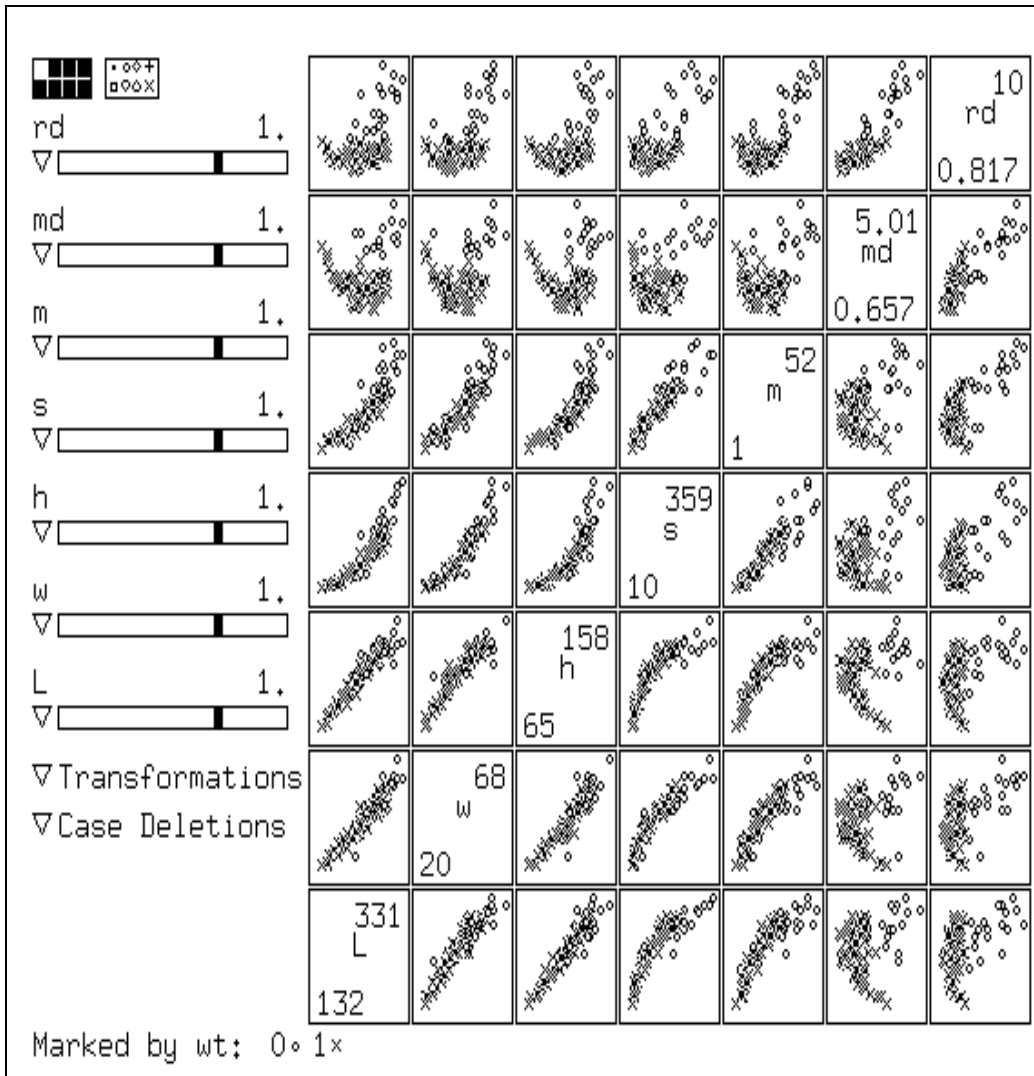 rd 1.
md 1.
m 1.
s 1.
h 1.
w 1.
L 1.
Transformations
Case Deletions
10
rd
0.817
5.01
md
0.657
52
m
1
359
s
10
158
h
65
68
w
20
331
L
132
Marked by wt: 0∘ 1×